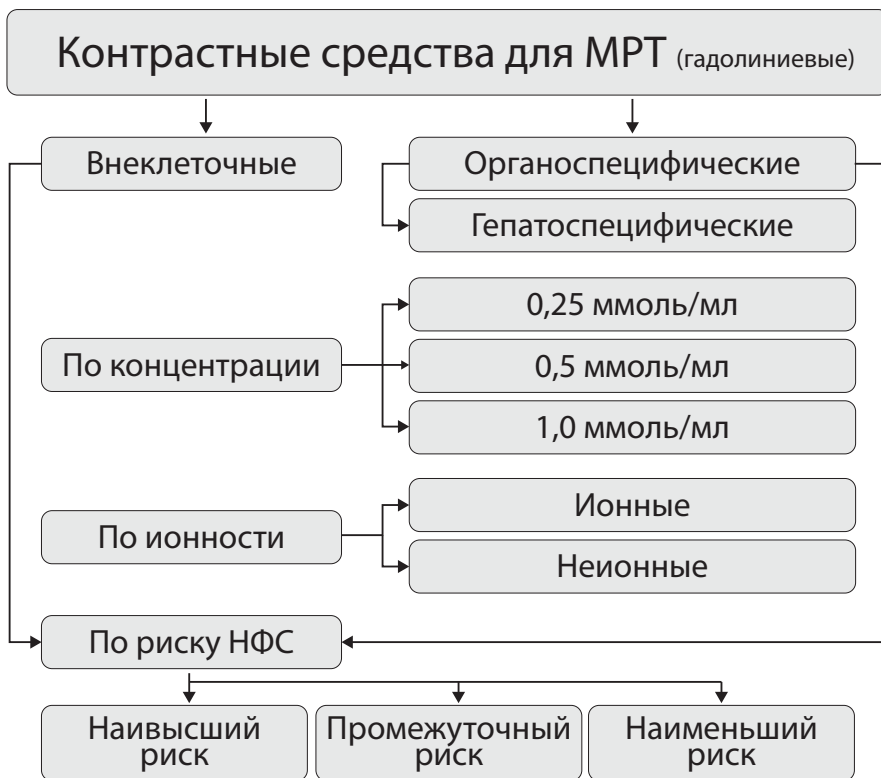 Контрастные средства для МРТ (гадолиниевые)
Внеклеточные
Органоспецифические
Гепатоспецифические
По концентрации
0,25 ммоль/мл
0,5 ммоль/мл
1,0 ммоль/мл
По ионности
Ионные
Неионные
По риску НФС
Наивысший
риск
Промежуточный
риск
Наименьший
риск